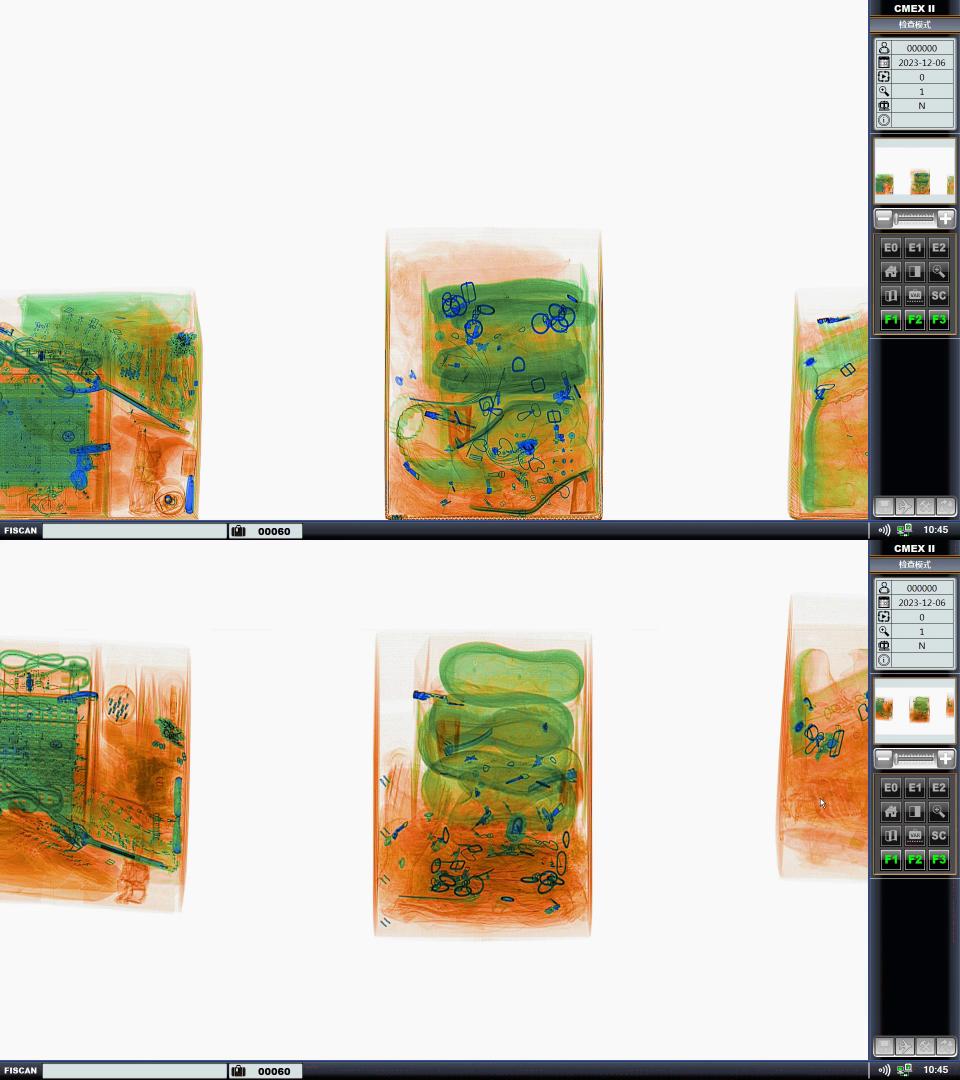 CMEX II
检查模式
000000
2023-12-06
0
1
N
E0 E1 E2
VAR SC
F1 F2 F3
FISCAN 00060 10:45
CMEX II
检查模式
000000
2023-12-06
0
1
N
E0 E1 E2
VAR SC
F1 F2 F3
FISCAN 00060 10:45